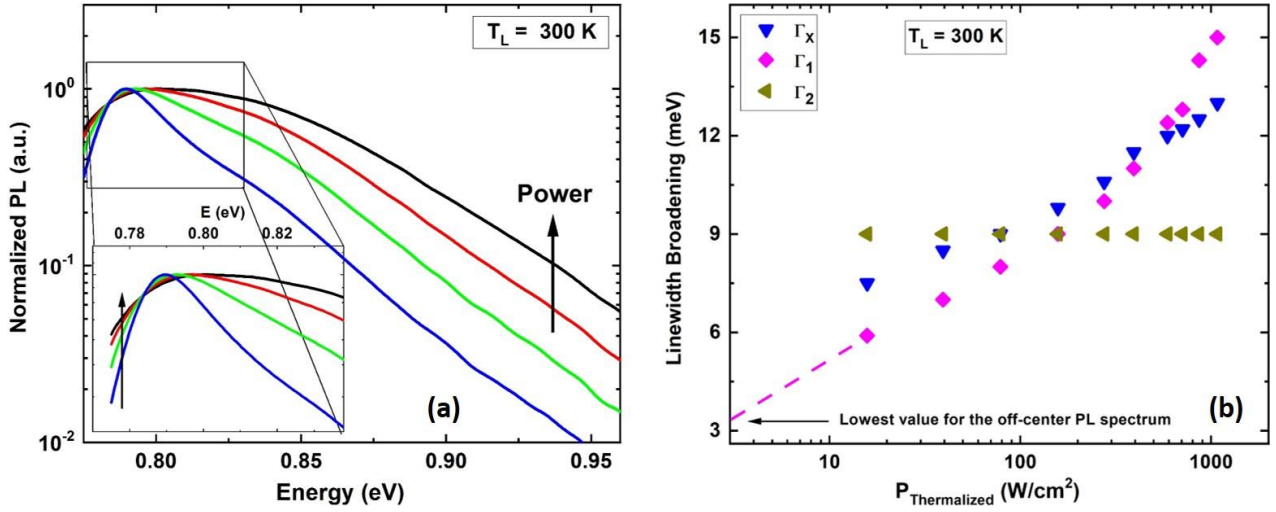 T_L = 300 K
10^0
10^-1
10^-2
Normalized PL (a.u.)
E (eV)
0.78 0.80 0.82
Power
(a)
0.80 0.85 0.90 0.95
Energy (eV)
Γ_X
Γ_1
Γ_2
T_L = 300 K
15
12
9
6
3
Linewidth Broadening (meV)
Lowest value for the off-center PL spectrum
(b)
10 100 1000
P_Thermalized (W/cm²)